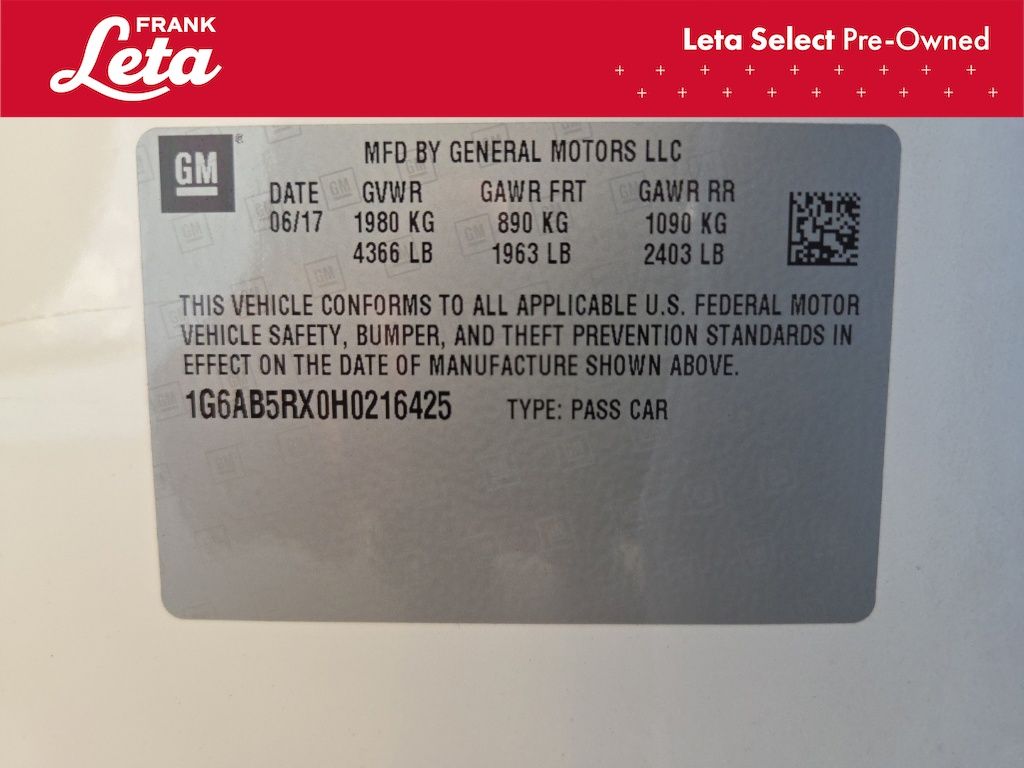 FRANK
Leta
Leta Select Pre-Owned
GM
®
MFD BY GENERAL MOTORS LLC
DATE GVWR GAWR FRT GAWR RR
06/17 1980 KG 890 KG 1090 KG
4366 LB 1963 LB 2403 LB
THIS VEHICLE CONFORMS TO ALL APPLICABLE U.S. FEDERAL MOTOR
VEHICLE SAFETY, BUMPER, AND THEFT PREVENTION STANDARDS IN
EFFECT ON THE DATE OF MANUFACTURE SHOWN ABOVE.
1G6AB5RX0H0216425 TYPE: PASS CAR